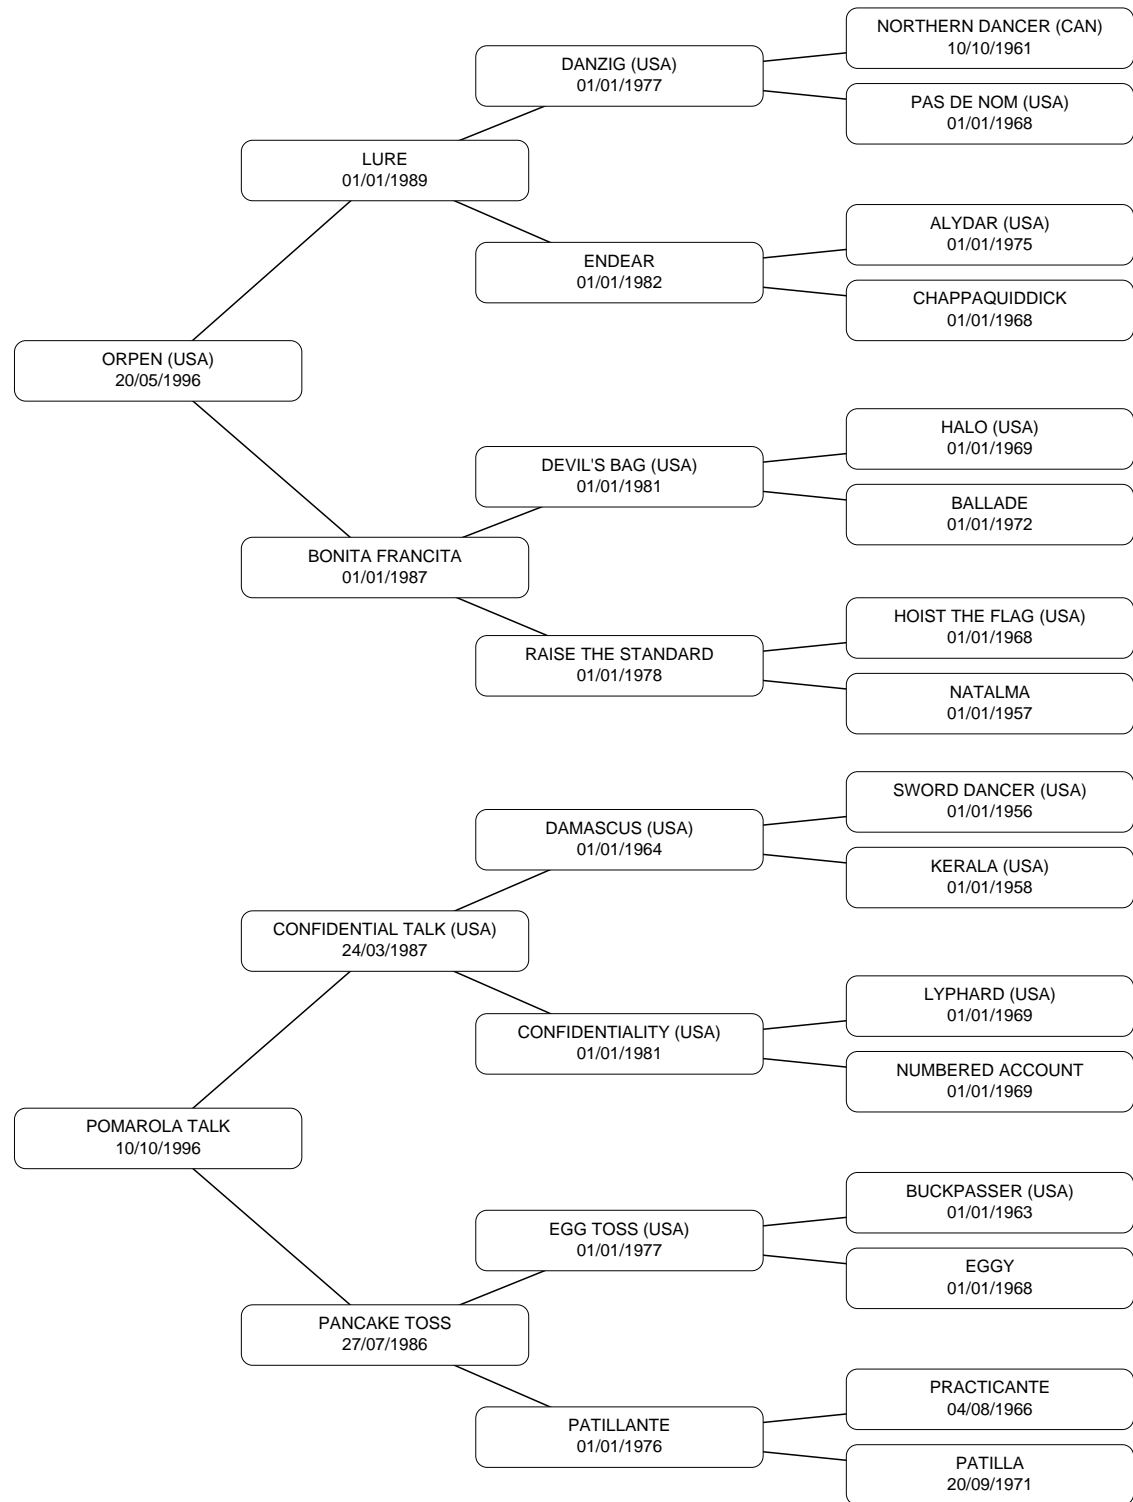 NORTHERN DANCER (CAN)
10/10/1961
DANZIG (USA)
01/01/1977
PAS DE NOM (USA)
01/01/1968
LURE
01/01/1989
ALYDAR (USA)
01/01/1975
ENDEAR
01/01/1982
CHAPPAQUIDDICK
01/01/1968
ORPEN (USA)
20/05/1996
HALO (USA)
01/01/1969
DEVIL'S BAG (USA)
01/01/1981
BALLADE
01/01/1972
BONITA FRANCITA
01/01/1987
HOIST THE FLAG (USA)
01/01/1968
RAISE THE STANDARD
01/01/1978
NATALMA
01/01/1957
SWORD DANCER (USA)
01/01/1956
DAMASCUS (USA)
01/01/1964
KERALA (USA)
01/01/1958
CONFIDENTIAL TALK (USA)
24/03/1987
LYPHARD (USA)
01/01/1969
CONFIDENTIALITY (USA)
01/01/1981
NUMBERED ACCOUNT
01/01/1969
POMAROLA TALK
10/10/1996
BUCKPASSER (USA)
01/01/1963
EGG TOSS (USA)
01/01/1977
EGGY
01/01/1968
PANCAKE TOSS
27/07/1986
PRACTICANTE
04/08/1966
PATILLANTE
01/01/1976
PATILLA
20/09/1971